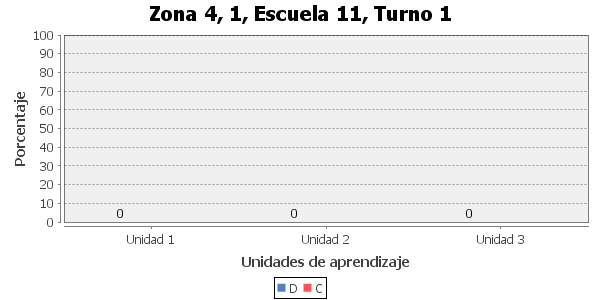 Zona 4, 1, Escuela 11, Turno 1
Porcentaje
100
90
80
70
60
50
40
30
20
10
0
0 0 0
Unidad 1 Unidad 2 Unidad 3
Unidades de aprendizaje
D C